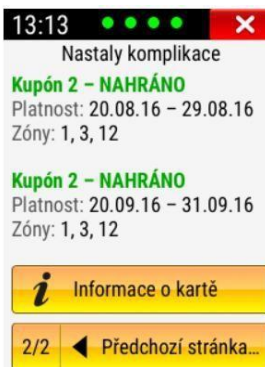 13:13
Nastaly komplikace
Kupón 2 – NAHRÁNO
Platnost: 20.08.16 – 29.08.16
Zóny: 1, 3, 12
Kupón 2 – NAHRÁNO
Platnost: 20.09.16 – 31.09.16
Zóny: 1, 3, 12
i Informace o kartě
2/2 ◀ Předchozí stránka...